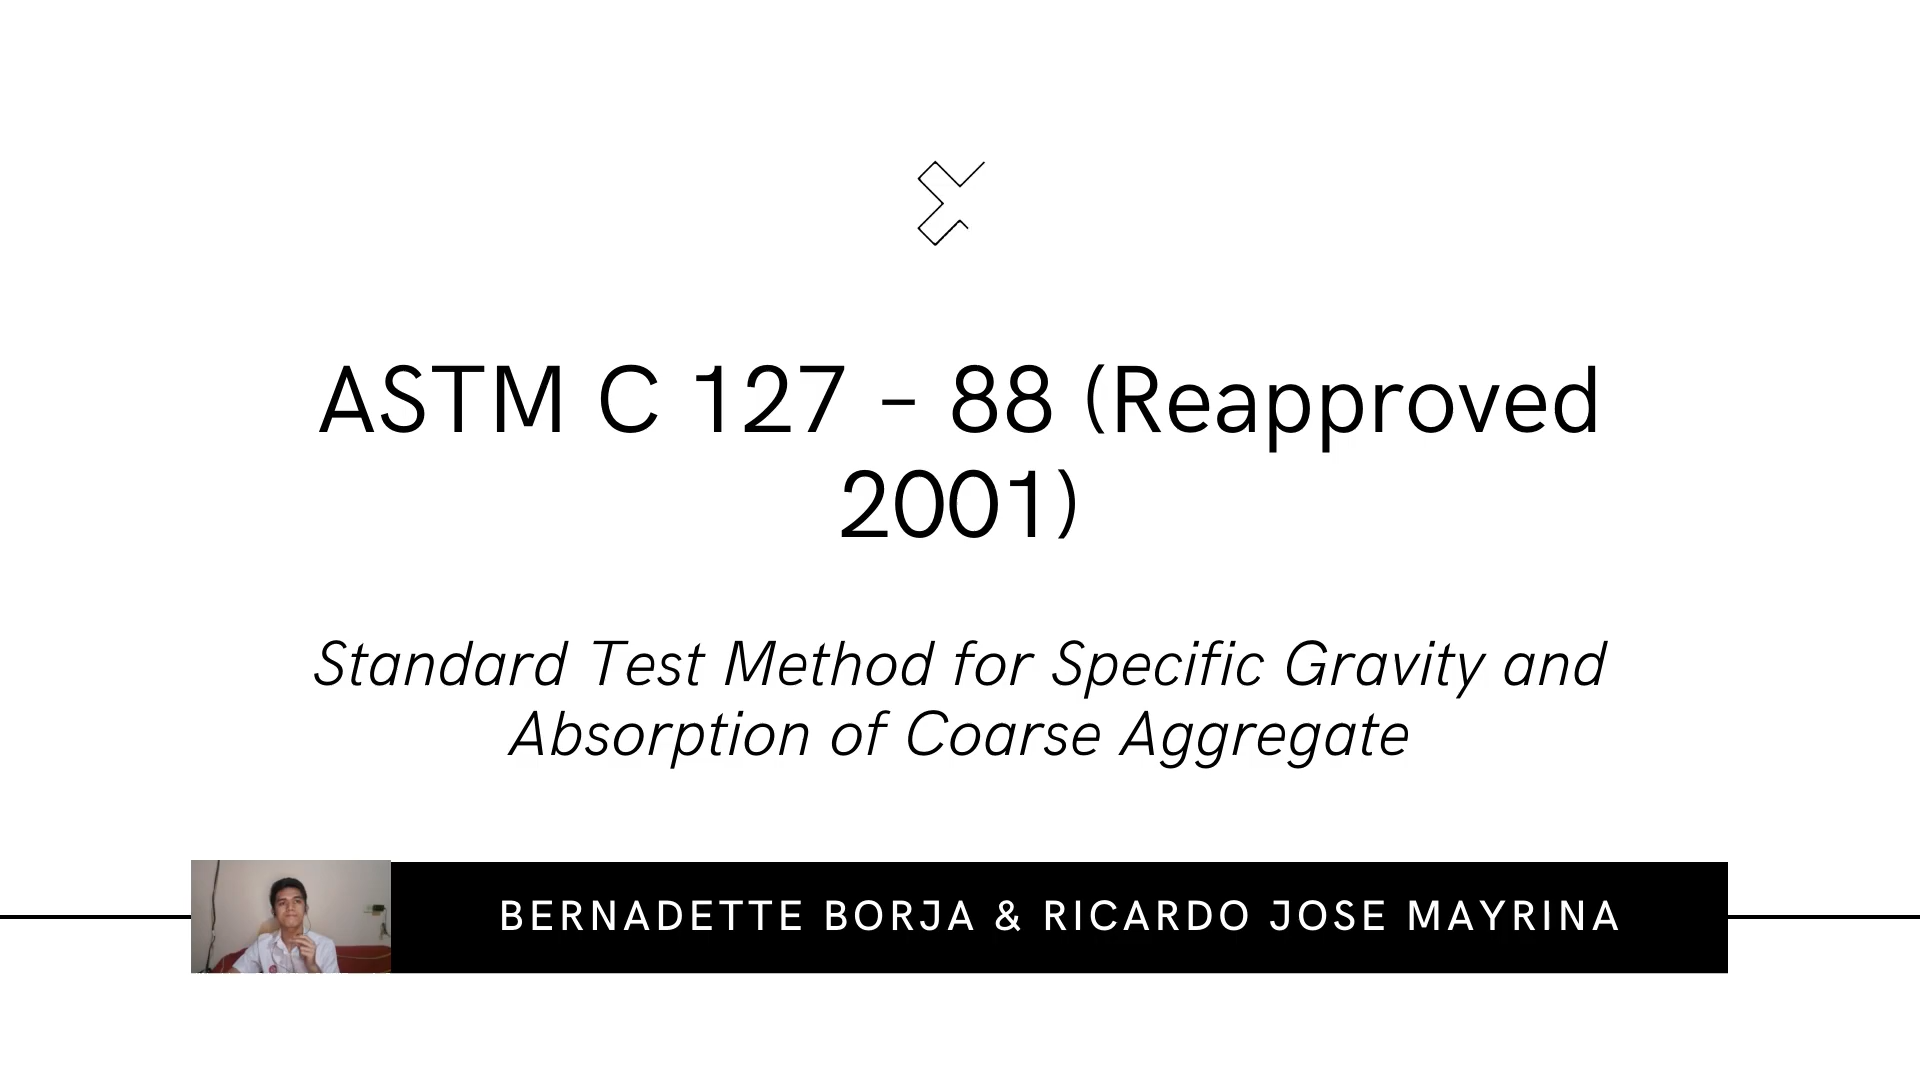 ASTM C 127 – 88 (Reapproved
2001)
Standard Test Method for Specific Gravity and
Absorption of Coarse Aggregate
BERNADETTE BORJA & RICARDO JOSE MAYRINA